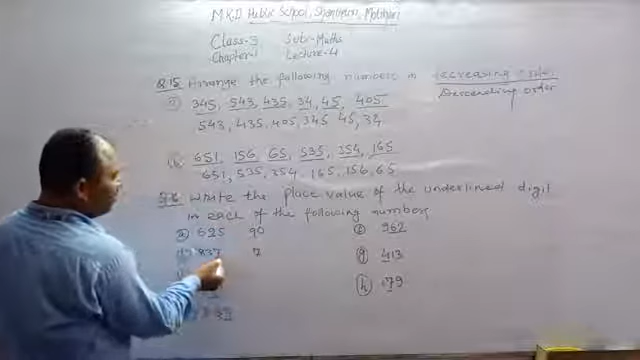 M.R.D Public School, Shantipuri, Motihari
Class-3 Sub:- Maths
Chapter-1 Lecture-4
Q.15 Arrange the following numbers in decreasing order
Descending order
345, 543, 435, 34, 45, 405
543, 435, 405, 345 45, 34
(b) 651, 156, 65, 535, 354, 165
651, 535, 354, 165, 156, 65
Write the place value of the underlined digit
in each of the following numbers
(a) 625 90
962
837 7
(g) 413
(h) 179